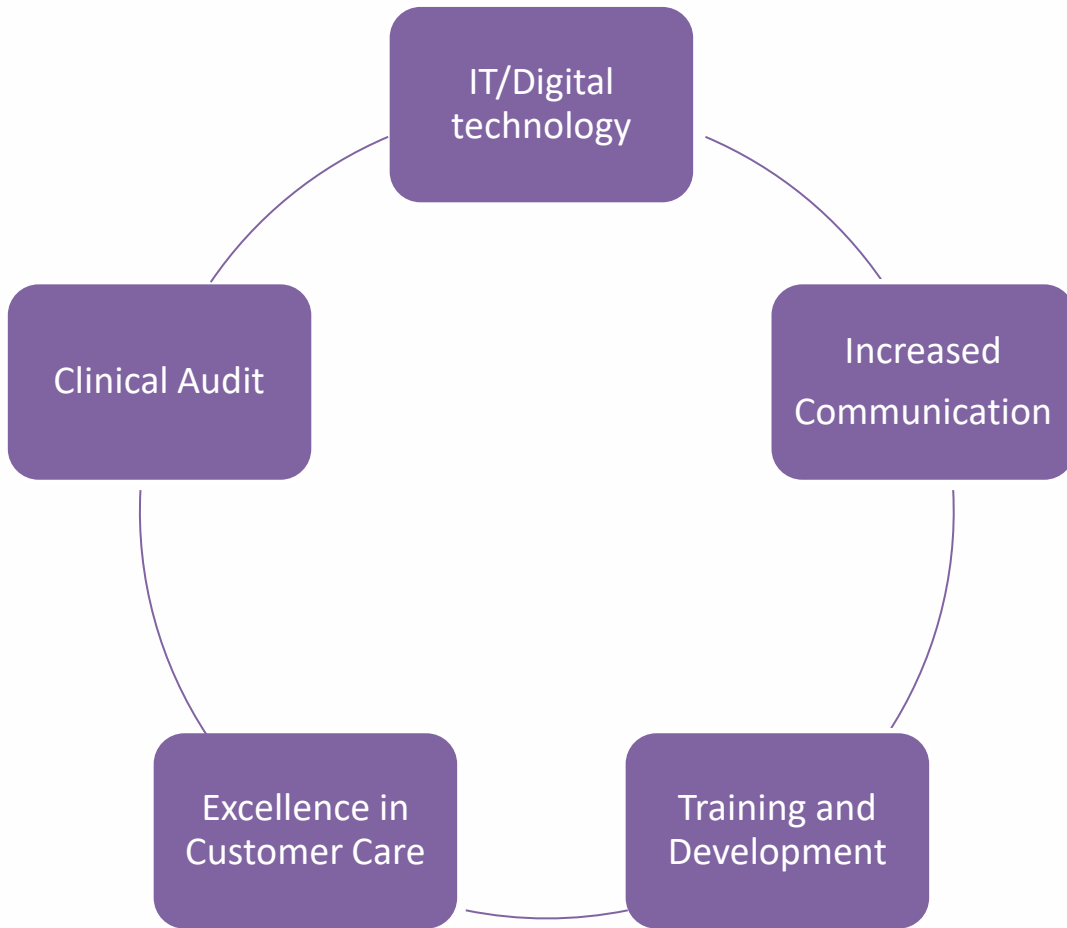 IT/Digital
technology
Increased
Communication
Training and
Development
Excellence in
Customer Care
Clinical Audit